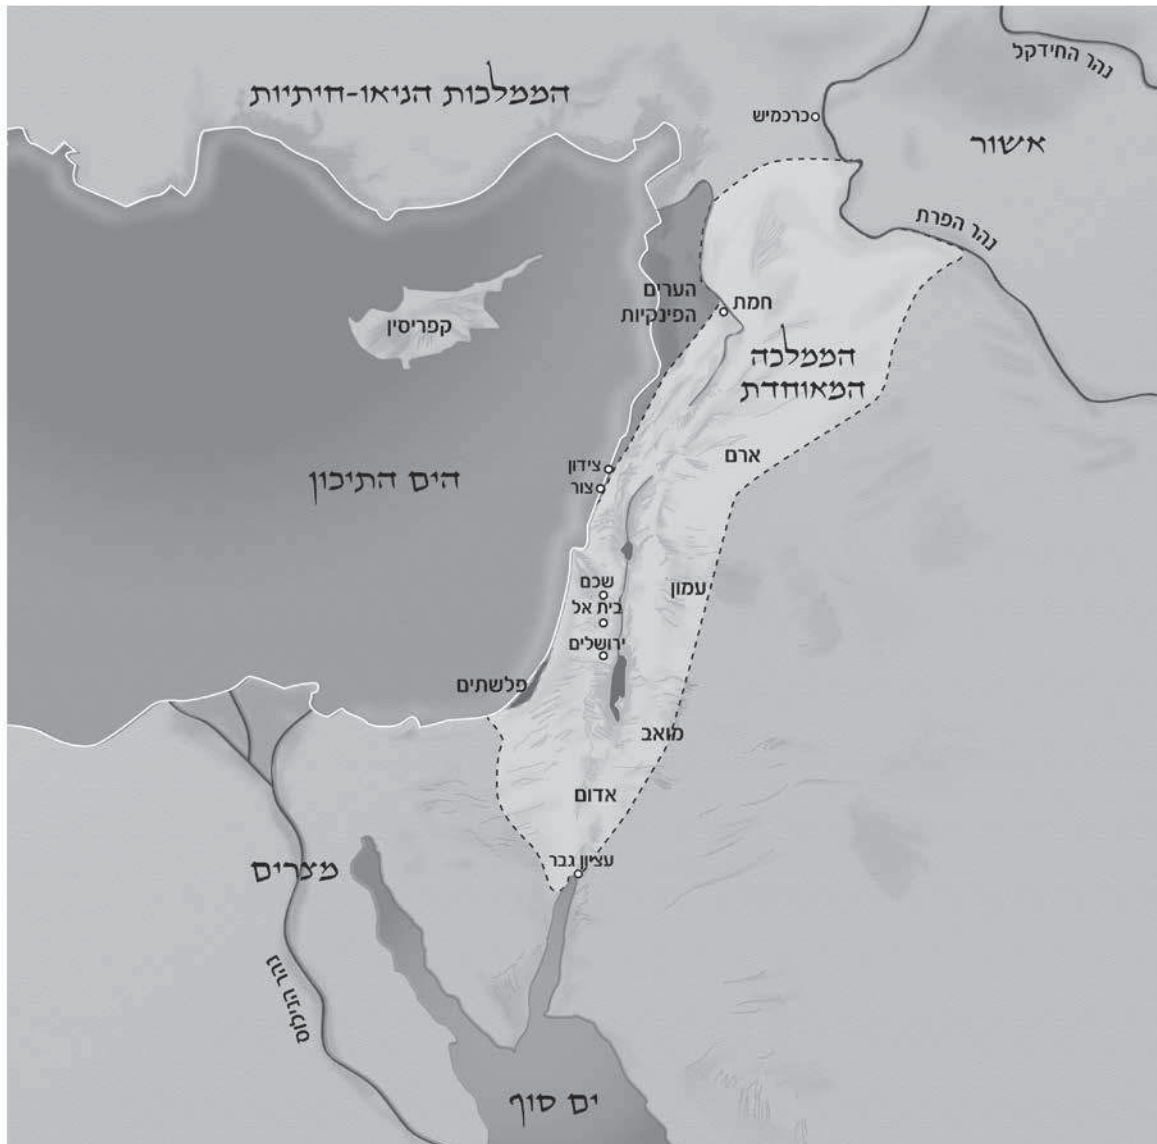 נהר החידקל
הממלכות הניאו-חיתיות
כרכמיש
אשור
נהר הפרת
הערים
הפינקיות
חמת
קפריסין
הממלכה
המאוחדת
ארם
צידון
צור
הים התיכון
שכם
עמון
בית אל
ירושלים
פלשתים
מואב
אדום
עציון גבר
מצרים
נהר הנילוס
ים סוף